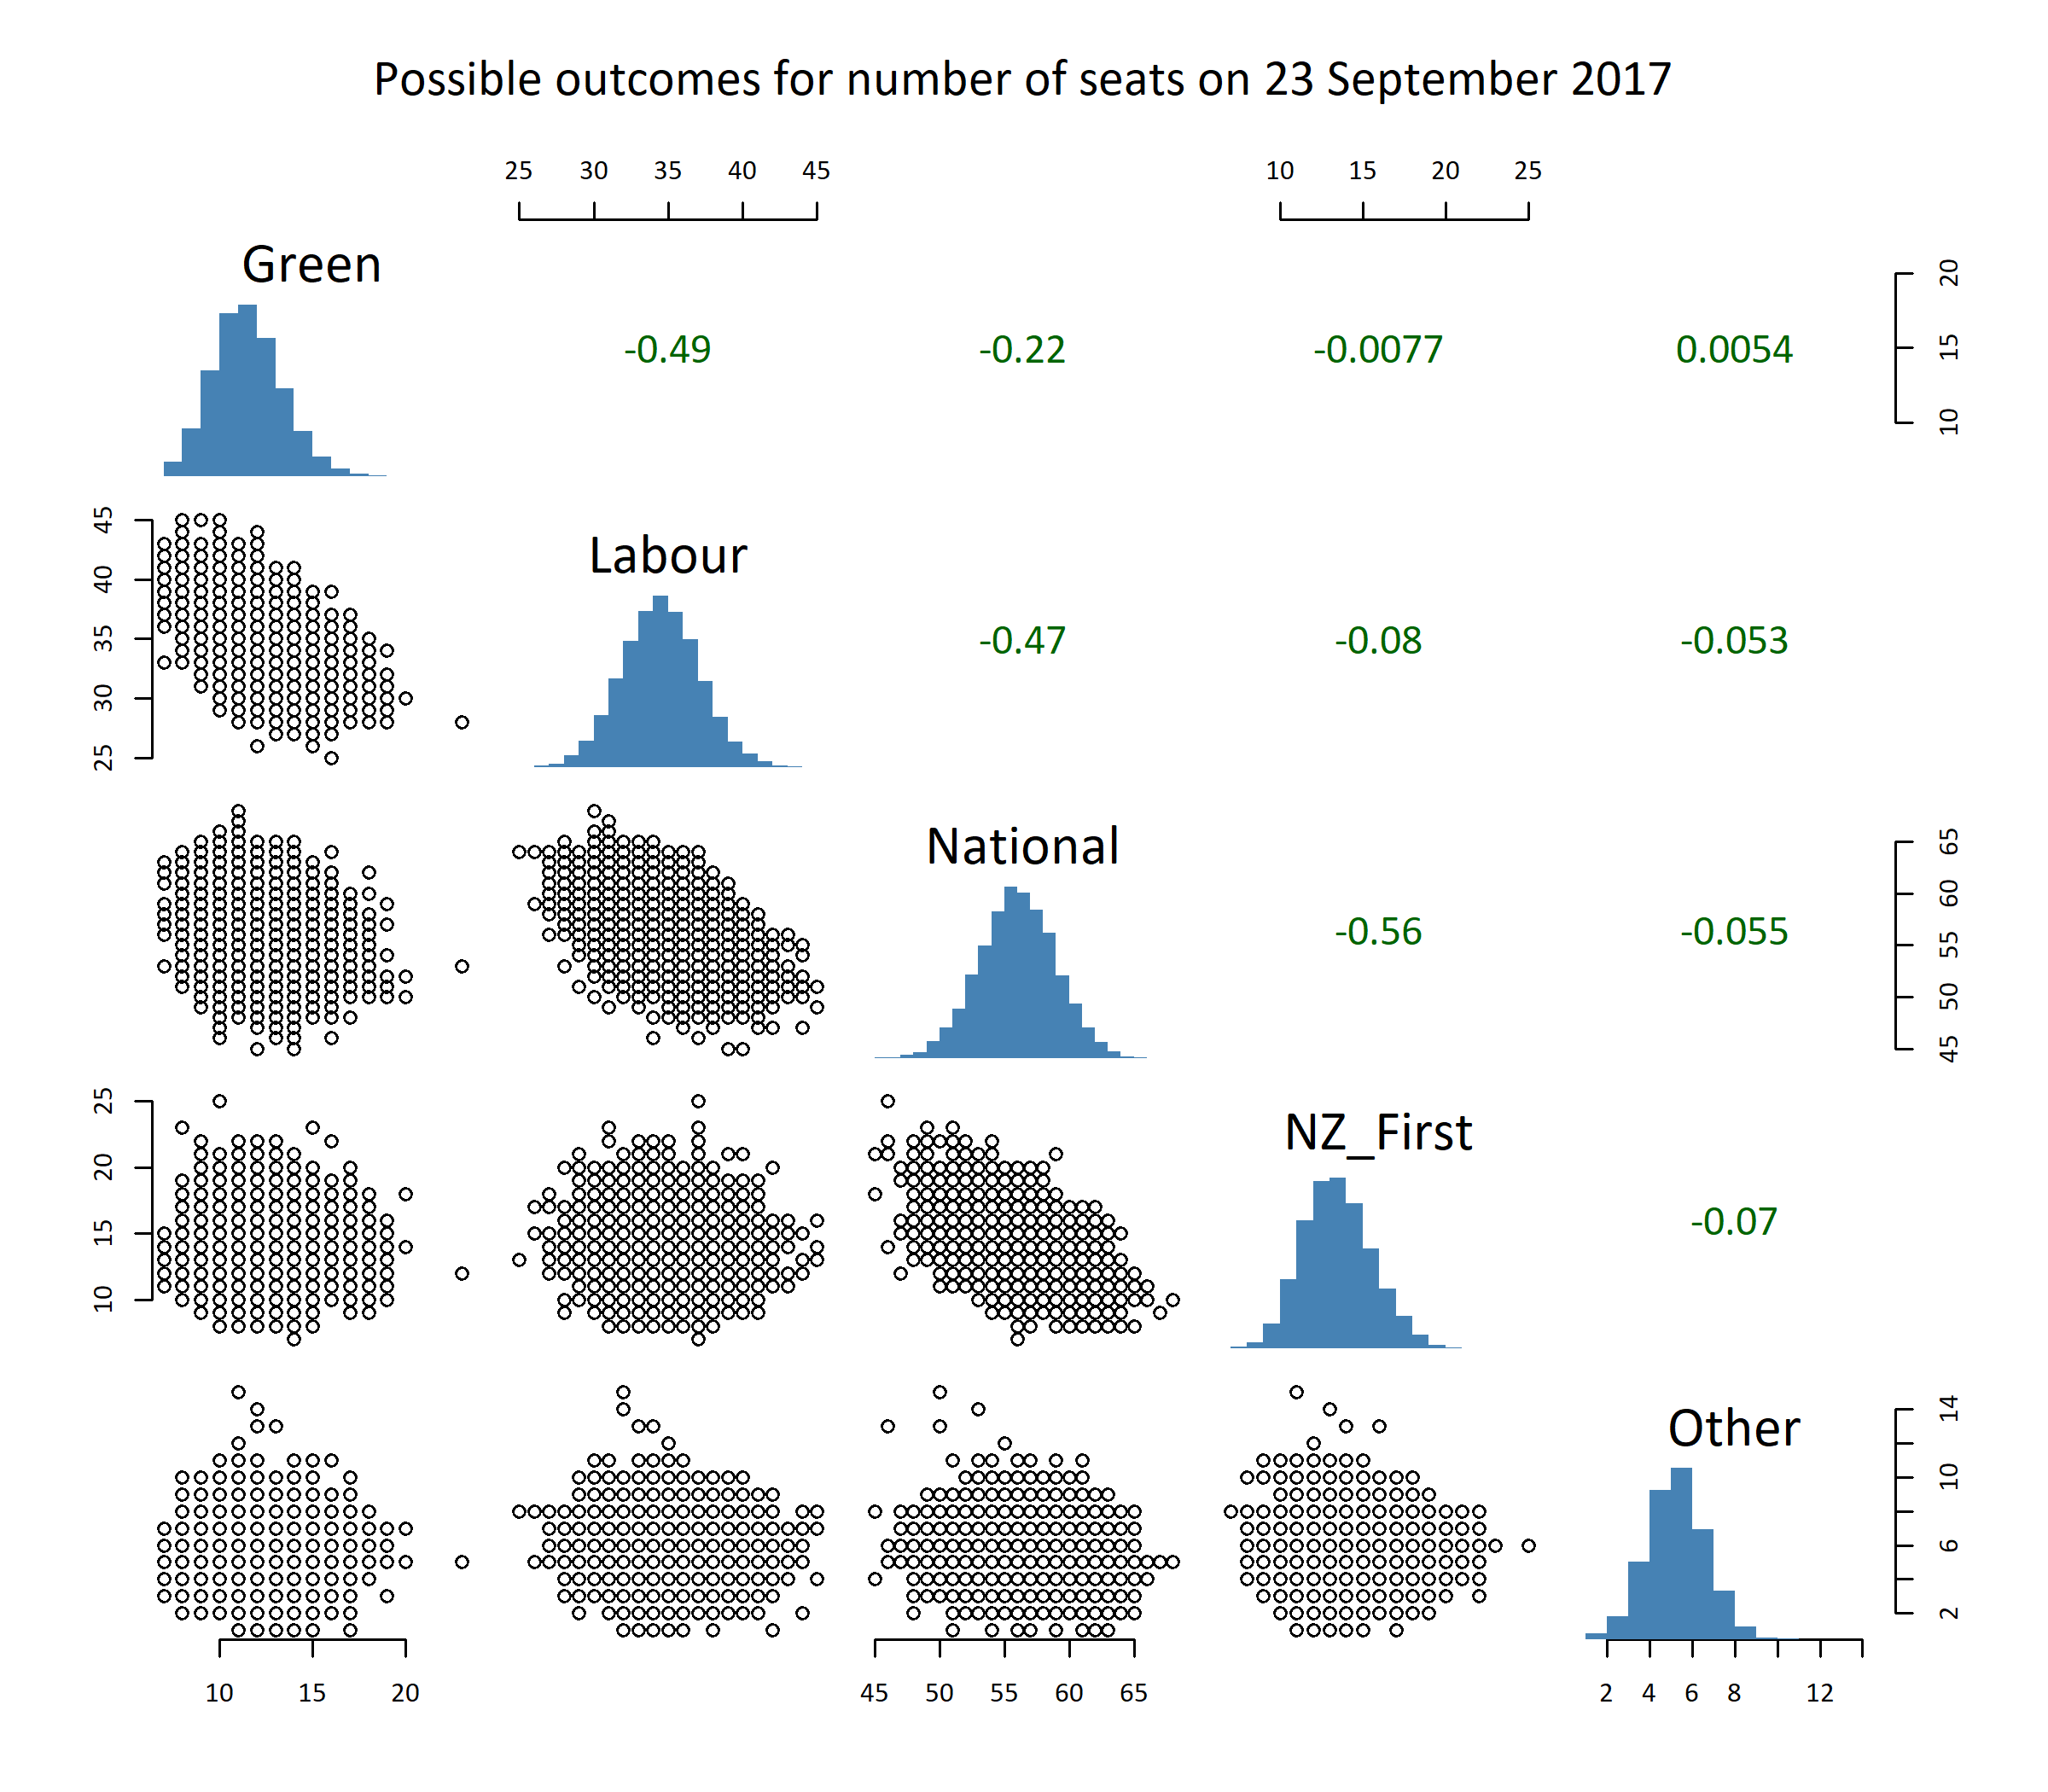 Possible outcomes for number of seats on 23 September 2017
25 30 35 40 45
10 15 20 25
Green
-0.49
-0.22
-0.0077
0.0054
20
15
10
45
40
35
30
25
Labour
-0.47
-0.08
-0.053
National
-0.56
-0.055
65
60
55
50
45
25
20
15
10
NZ_First
-0.07
Other
14
10
6
2
10 15 20
45 50 55 60 65
2 4 6 8 12